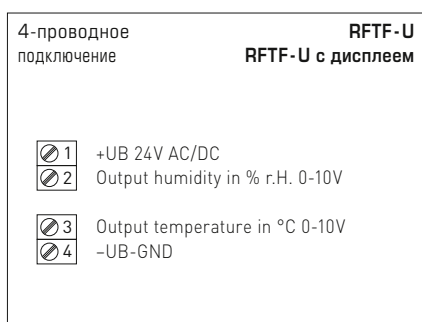 4-проводное RFTF-U
подключение RFTF-U с дисплеем
1 +UB 24V AC/DC
2 Output humidity in % r.H. 0-10V
3 Output temperature in °C 0-10V
4 –UB-GND